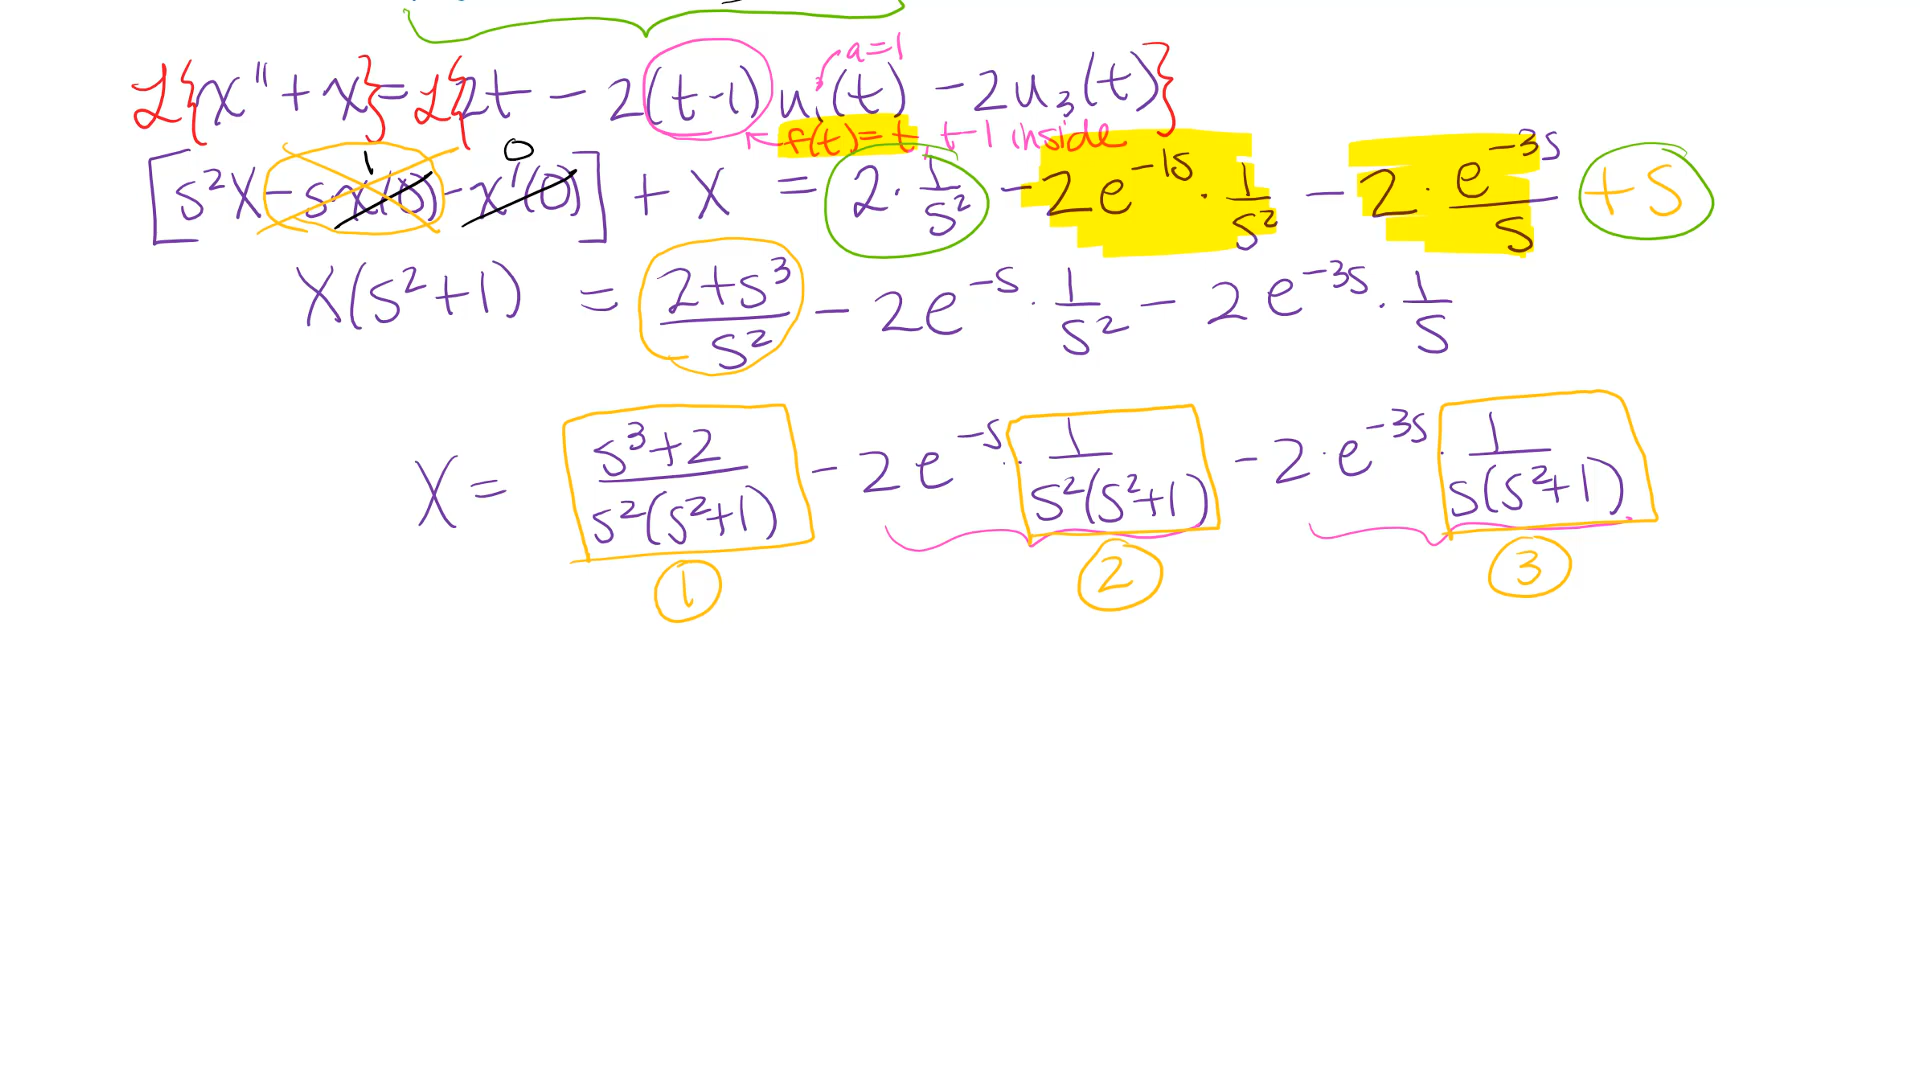 a=1
ℒ{x'' + x} = ℒ{2t − 2(t−1) u₁(t) − 2u₃(t)}
← f(t)= t, t−1 inside
1 0
[s²X − s x(0) − x'(0)] + X = 2 · 1/s² − 2e^(−1s) · 1/s² − 2 · e^(−3s)/s + s
X(s²+1) = (2+s³)/s² − 2e^(−s) · 1/s² − 2e^(−3s) · 1/s
X = (s³+2)/(s²(s²+1)) − 2e^(−s) · 1/(s²(s²+1)) − 2 · e^(−3s) · 1/(s(s²+1))
1 2 3